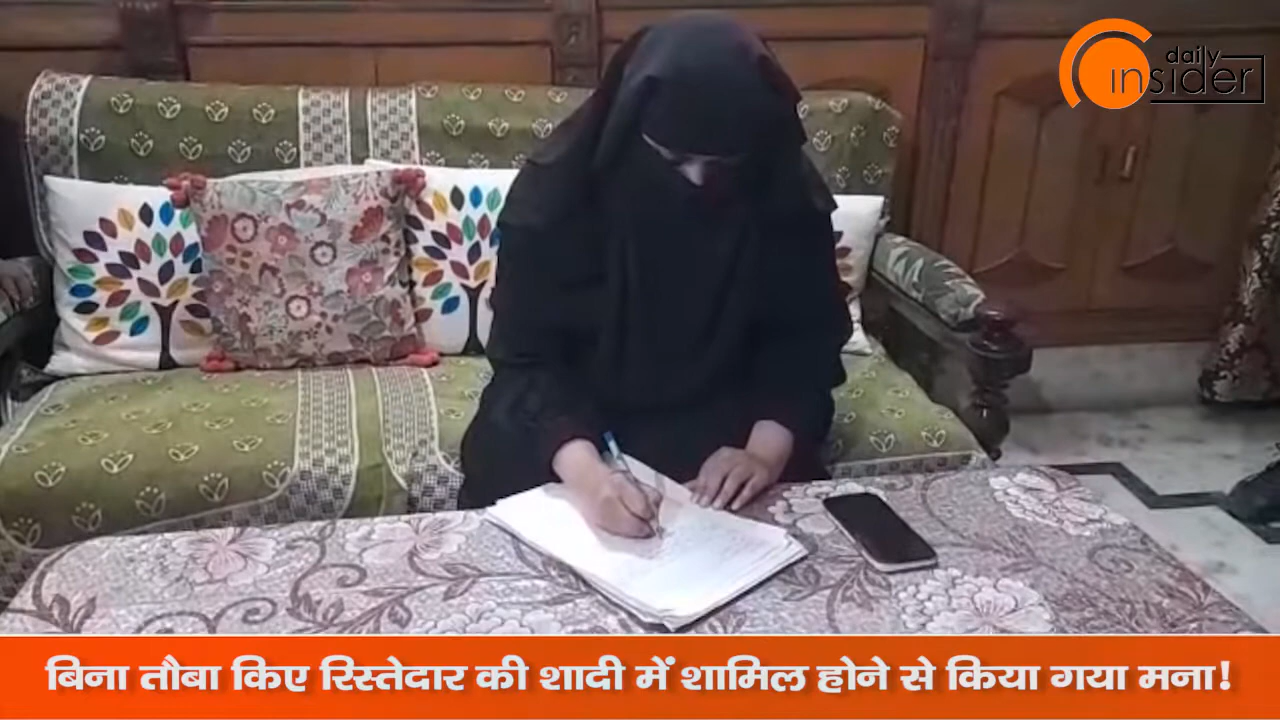 daily
insider
बिना तौबा किए रिस्तेदार की शादी में शामिल होने से किया गया मना!